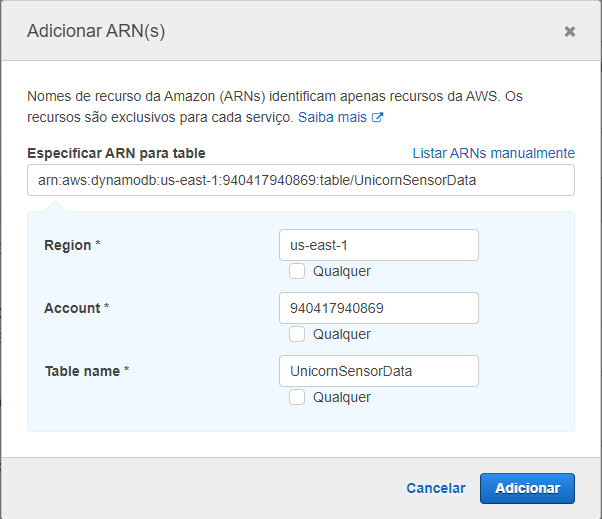 Adicionar ARN(s)
Nomes de recurso da Amazon (ARNs) identificam apenas recursos da AWS. Os
recursos são exclusivos para cada serviço. Saiba mais
Especificar ARN para table Listar ARNs manualmente
arn:aws:dynamodb:us-east-1:940417940869:table/UnicornSensorData
Region * us-east-1
Qualquer
Account * 940417940869
Qualquer
Table name * UnicornSensorData
Qualquer
Cancelar Adicionar